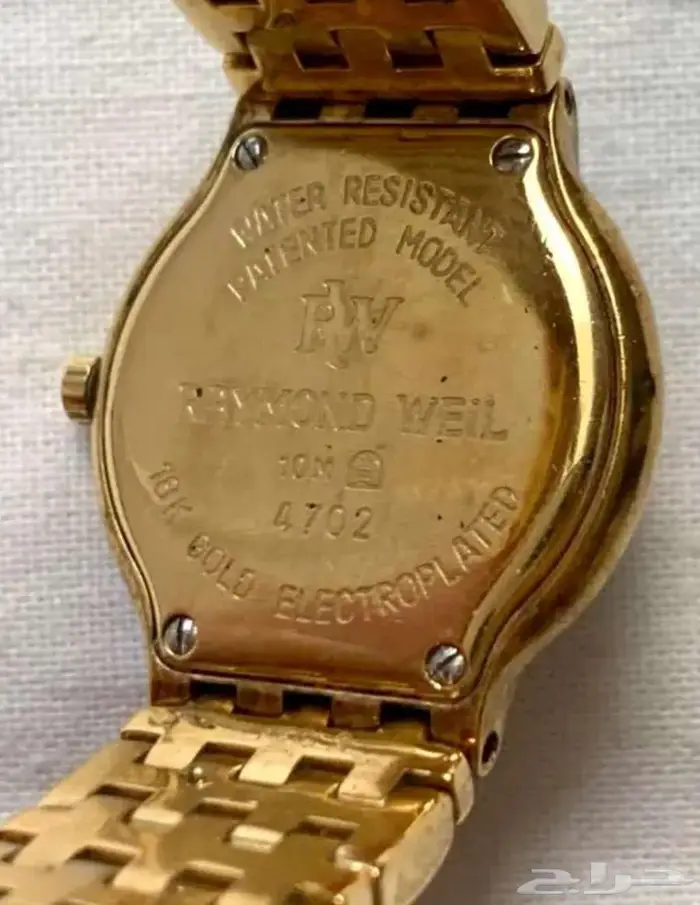 WATER RESISTANT
PATENTED MODEL
RW
RAYMOND WEIL
10M
4702
18K GOLD ELECTROPLATED
حراج